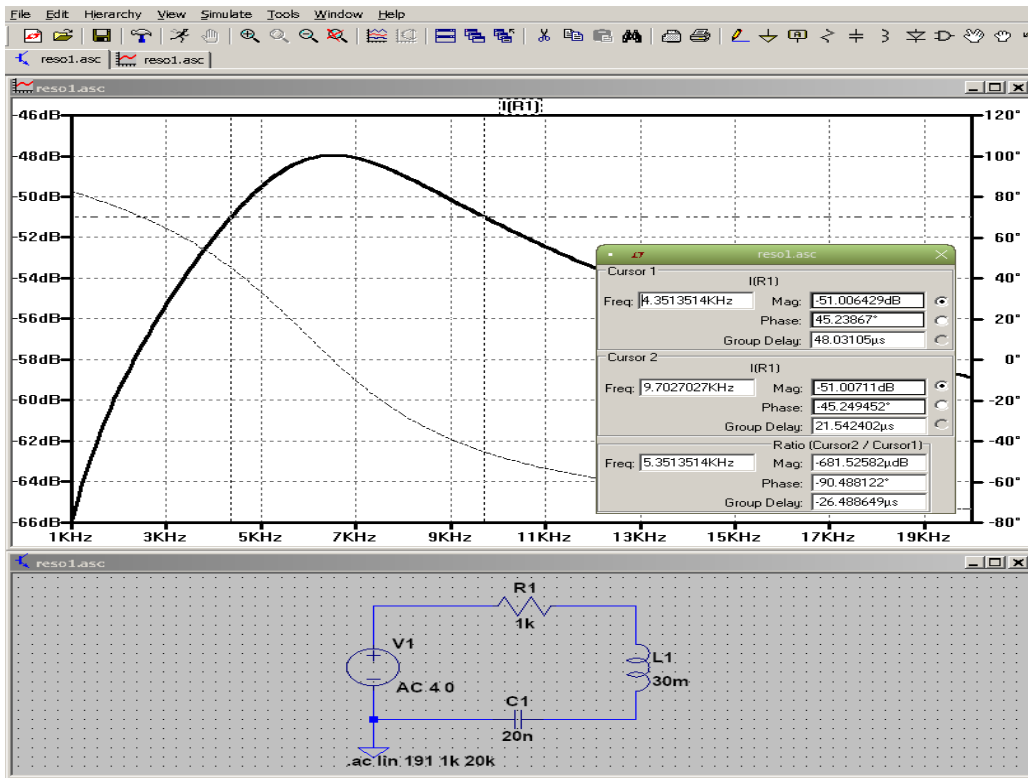 File Edit Hierarchy View Simulate Tools Window Help
reso1.asc reso1.asc
reso1.asc
I(R1)
-46dB 120°
-48dB 100°
-50dB 80°
-52dB 60°
-54dB 40°
-56dB 20°
-58dB 0°
-60dB -20°
-62dB -40°
-64dB -60°
-66dB -80°
1KHz 3KHz 5KHz 7KHz 9KHz 11KHz 13KHz 15KHz 17KHz 19KHz
reso1.asc
Cursor 1
I(R1)
Freq: 4.3513514KHz Mag: -51.006429dB
Phase: 45.23867°
Group Delay: 48.03105µs
Cursor 2
I(R1)
Freq: 9.7027027KHz Mag: -51.00711dB
Phase: -45.249452°
Group Delay: 21.542402µs
Ratio (Cursor2 / Cursor1)
Freq: 5.3513514KHz Mag: -681.52582µdB
Phase: -90.488122°
Group Delay: -26.488649µs
reso1.asc
R1
1k
V1
AC 4 0
L1
30m
C1
20n
.ac lin 191 1k 20k